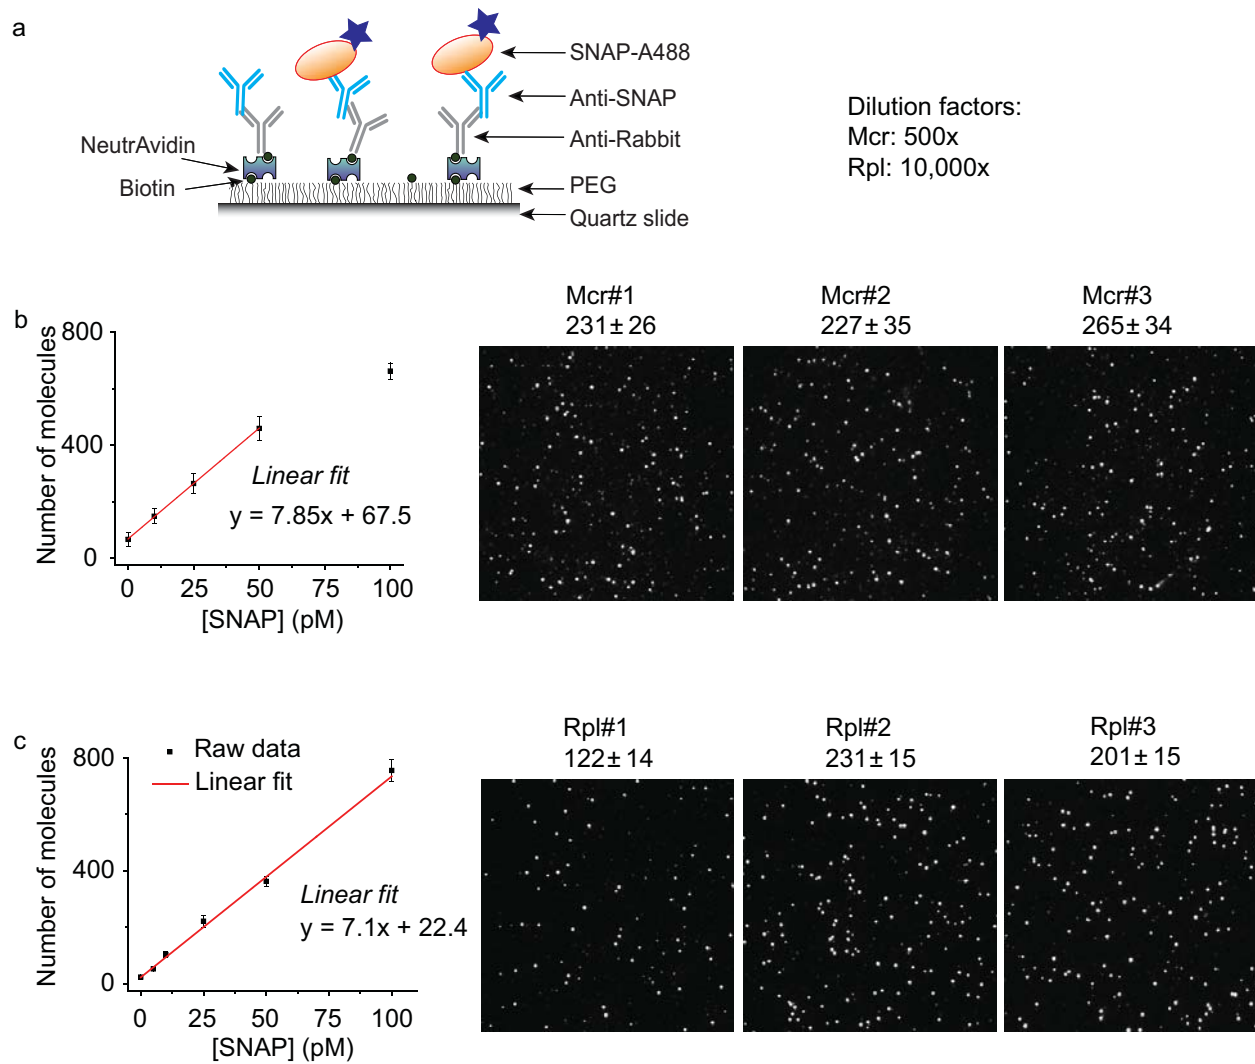 a
SNAP-A488
Anti-SNAP
Anti-Rabbit
NeutrAvidin
Biotin
PEG
Quartz slide
Dilution factors:
Mcr: 500x
Rpl: 10,000x
b
Number of molecules
800
400
0
Linear fit
y = 7.85x + 67.5
0 25 50 75 100
[SNAP] (pM)
Mcr#1
231± 26
Mcr#2
227± 35
Mcr#3
265± 34
c
Number of molecules
800
400
0
Raw data
Linear fit
Linear fit
y = 7.1x + 22.4
0 25 50 75 100
[SNAP] (pM)
Rpl#1
122± 14
Rpl#2
231± 15
Rpl#3
201± 15